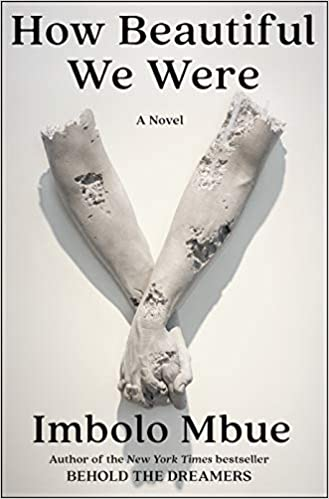 How Beautiful
We Were
A Novel
Imbolo Mbue
Author of the New York Times bestseller
BEHOLD THE DREAMERS